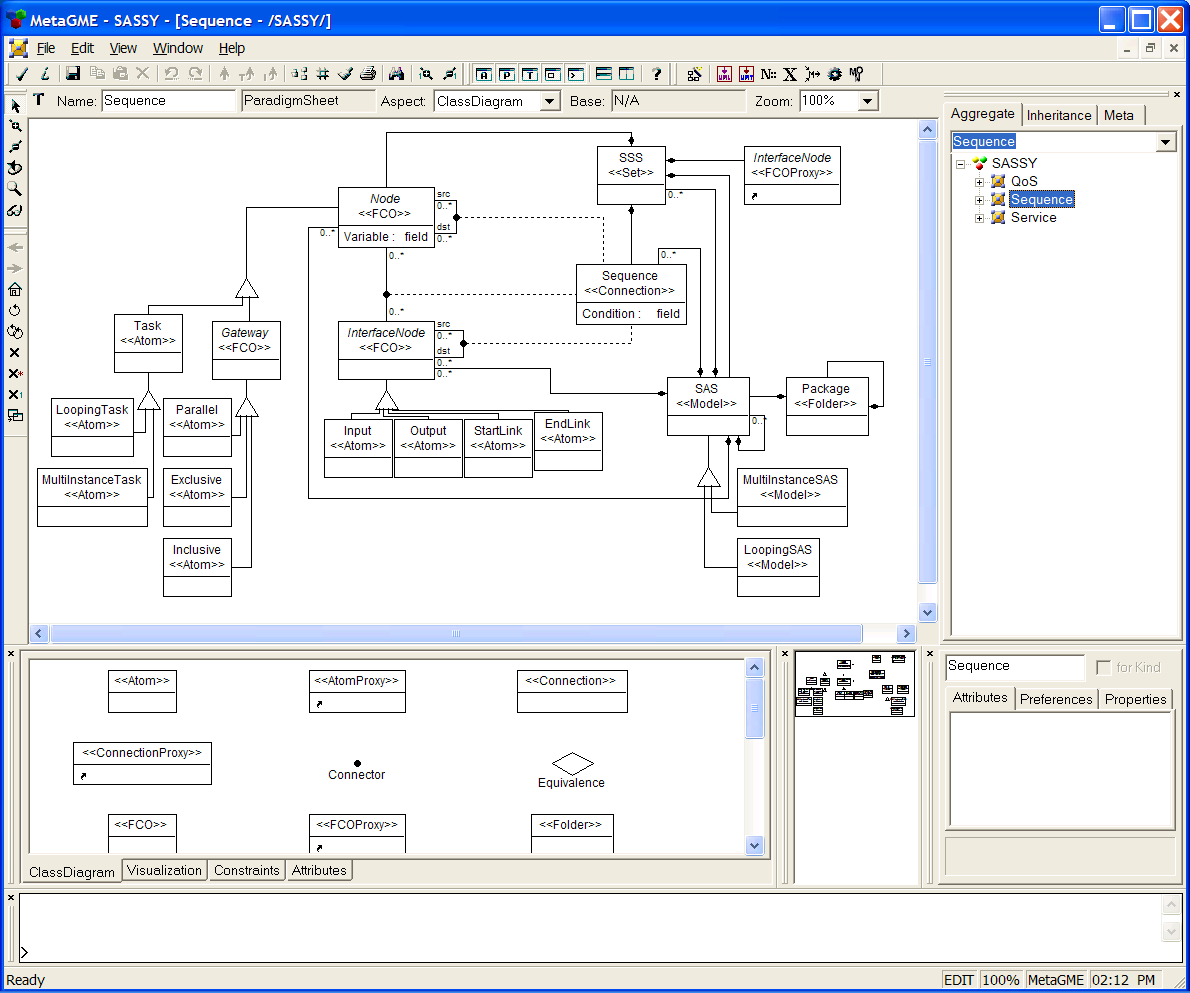 MetaGME - SASSY - [Sequence - /SASSY/]
File Edit View Window Help
T Name: Sequence ParadigmSheet Aspect: ClassDiagram Base: N/A Zoom: 100%
SSS
<<Set>>
0..*
InterfaceNode
<<FCOProxy>>
Node
<<FCO>>
Variable : field
src
0..*
dst
0..*
0..*
0..*
0..*
Sequence
<<Connection>>
Condition : field
0..*
Task
<<Atom>>
Gateway
<<FCO>>
InterfaceNode
<<FCO>>
src
0..*
dst
0..*
0..*
SAS
<<Model>>
0..*
Package
<<Folder>>
LoopingTask
<<Atom>>
Parallel
<<Atom>>
Input
<<Atom>>
Output
<<Atom>>
StartLink
<<Atom>>
EndLink
<<Atom>>
MultiInstanceTask
<<Atom>>
Exclusive
<<Atom>>
MultiInstanceSAS
<<Model>>
Inclusive
<<Atom>>
LoopingSAS
<<Model>>
Aggregate Inheritance Meta
Sequence
SASSY
QoS
Sequence
Service
<<Atom>>
<<AtomProxy>>
<<Connection>>
<<ConnectionProxy>>
Connector
Equivalence
<<FCO>>
<<FCOProxy>>
<<Folder>>
ClassDiagram Visualization Constraints Attributes
Sequence for Kind
Attributes Preferences Properties
>
Ready EDIT 100% MetaGME 02:12 PM